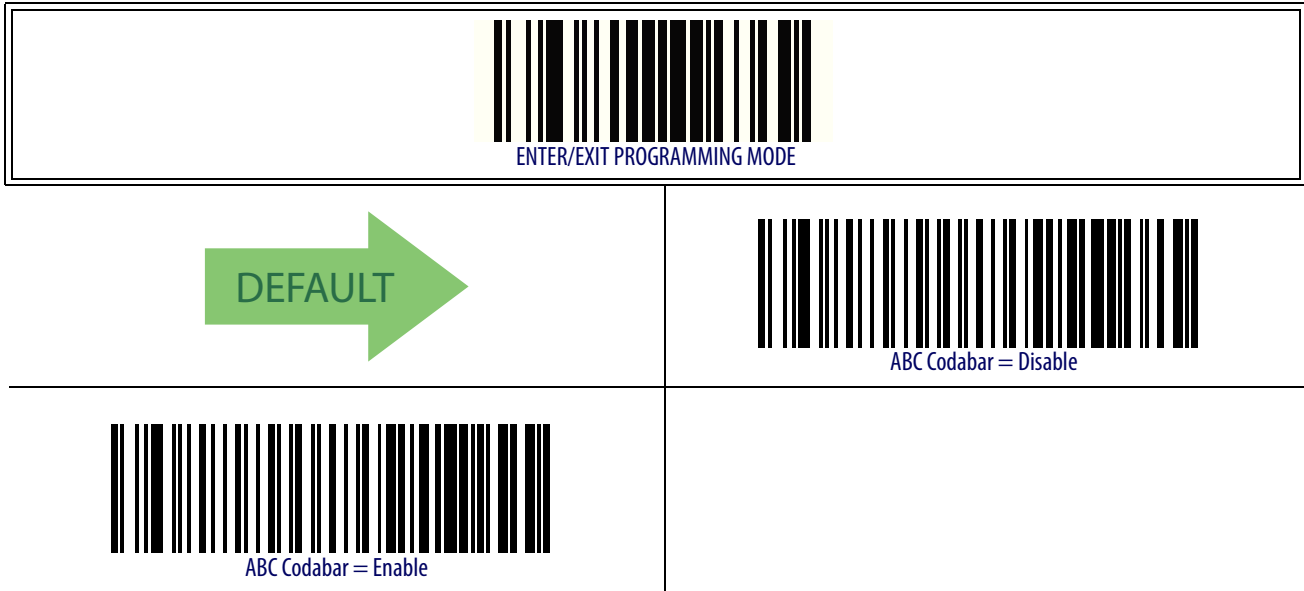 ENTER/EXIT PROGRAMMING MODE
DEFAULT
ABC Codabar = Disable
ABC Codabar = Enable